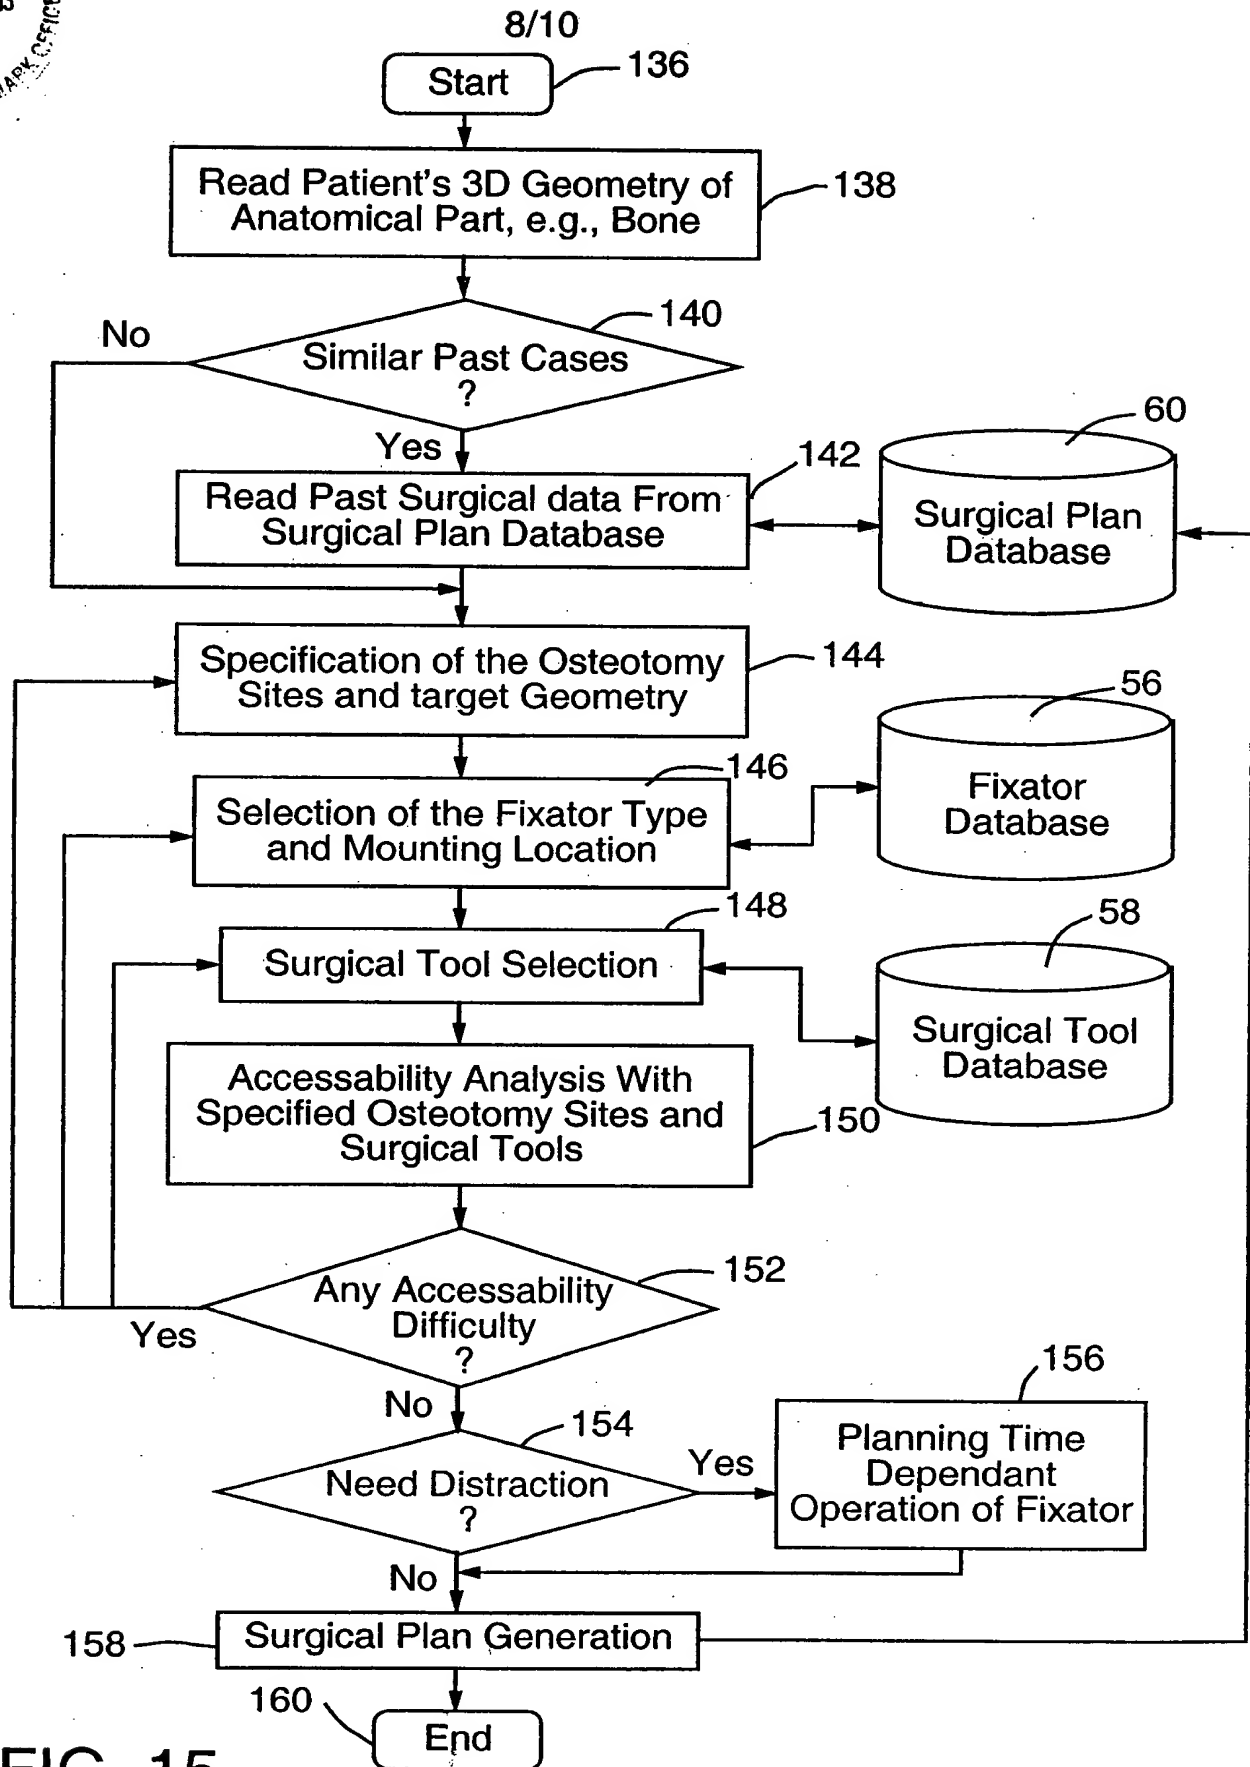 8/10
Start
136
Read Patient's 3D Geometry of
Anatomical Part, e.g., Bone
138
No
140
Similar Past Cases
?
Yes
142
60
Read Past Surgical data From
Surgical Plan Database
Surgical Plan
Database
Specification of the Osteotomy
Sites and target Geometry
144
56
146
Selection of the Fixator Type
and Mounting Location
Fixator
Database
148
58
Surgical Tool Selection
Surgical Tool
Database
Accessability Analysis With
Specified Osteotomy Sites and
Surgical Tools
150
152
Any Accessability
Difficulty
?
Yes
No
156
154
Need Distraction
?
Yes
Planning Time
Dependant
Operation of Fixator
No
158
Surgical Plan Generation
160
End
FIG. 15